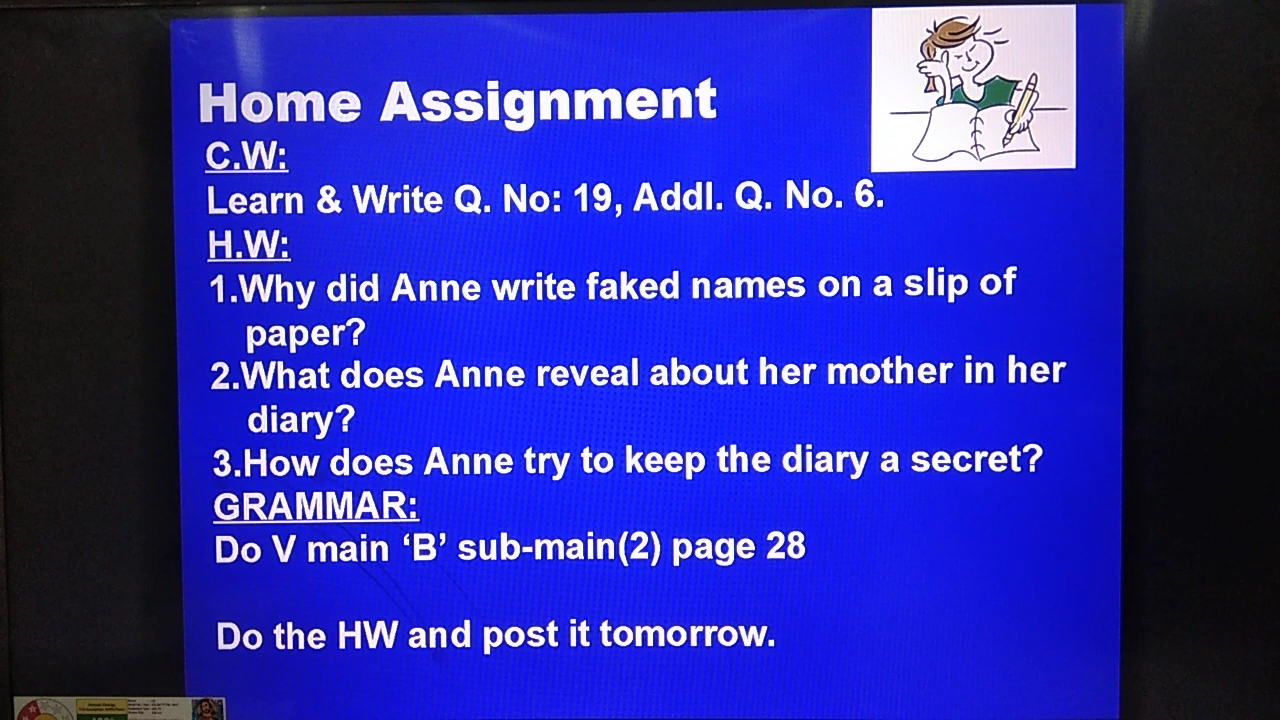 Home Assignment
C.W:
Learn & Write Q. No: 19, Addl. Q. No. 6.
H.W:
1.Why did Anne write faked names on a slip of
paper?
2.What does Anne reveal about her mother in her
diary?
3.How does Anne try to keep the diary a secret?
GRAMMAR:
Do V main ‘B’ sub-main(2) page 28
Do the HW and post it tomorrow.